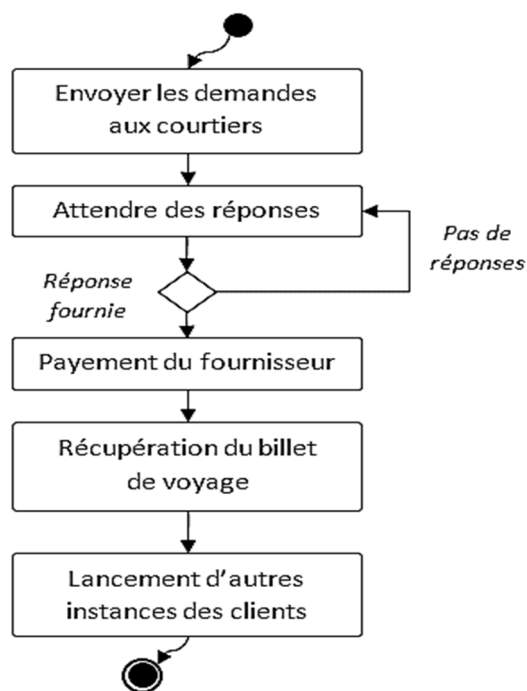 Envoyer les demandes
aux courtiers
Attendre des réponses
Pas de
réponses
Réponse
fournie
Payement du fournisseur
Récupération du billet
de voyage
Lancement d'autres
instances des clients